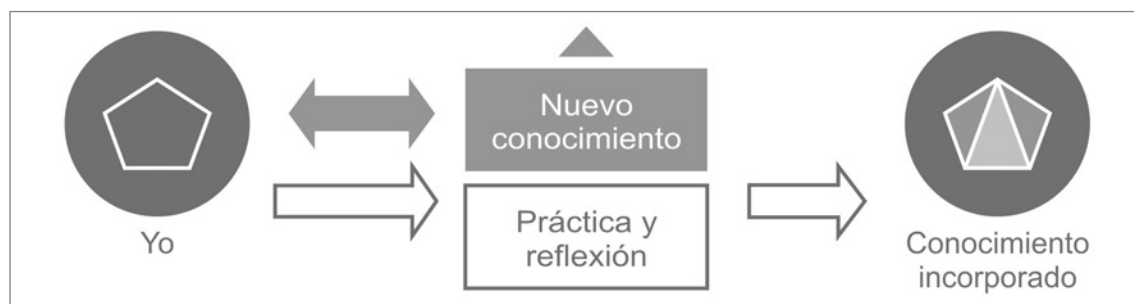 Yo
Nuevo
conocimiento
Práctica y
reflexión
Conocimiento
incorporado